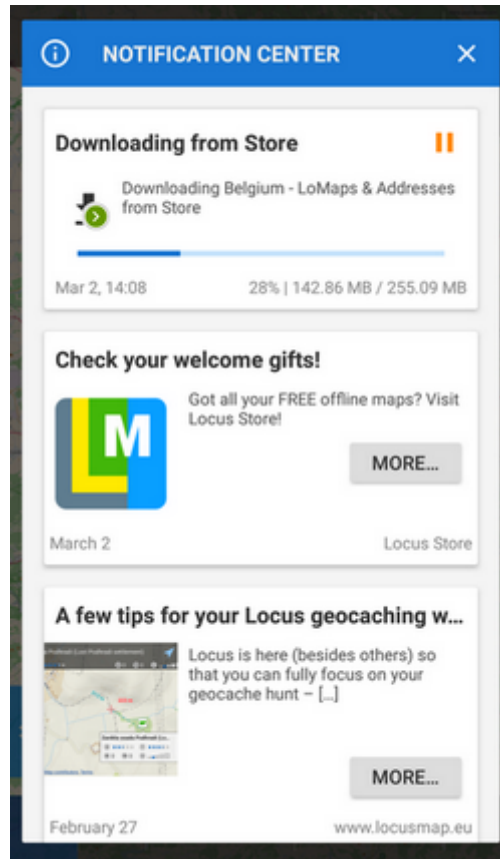 NOTIFICATION CENTER
Downloading from Store
Downloading Belgium - LoMaps & Addresses
from Store
Mar 2, 14:08
28% | 142.86 MB / 255.09 MB
Check your welcome gifts!
LM
Got all your FREE offline maps? Visit
Locus Store!
MORE...
March 2
Locus Store
A few tips for your Locus geocaching w...
Locus is here (besides others) so
that you can fully focus on your
geocache hunt – [...]
MORE...
February 27
www.locusmap.eu